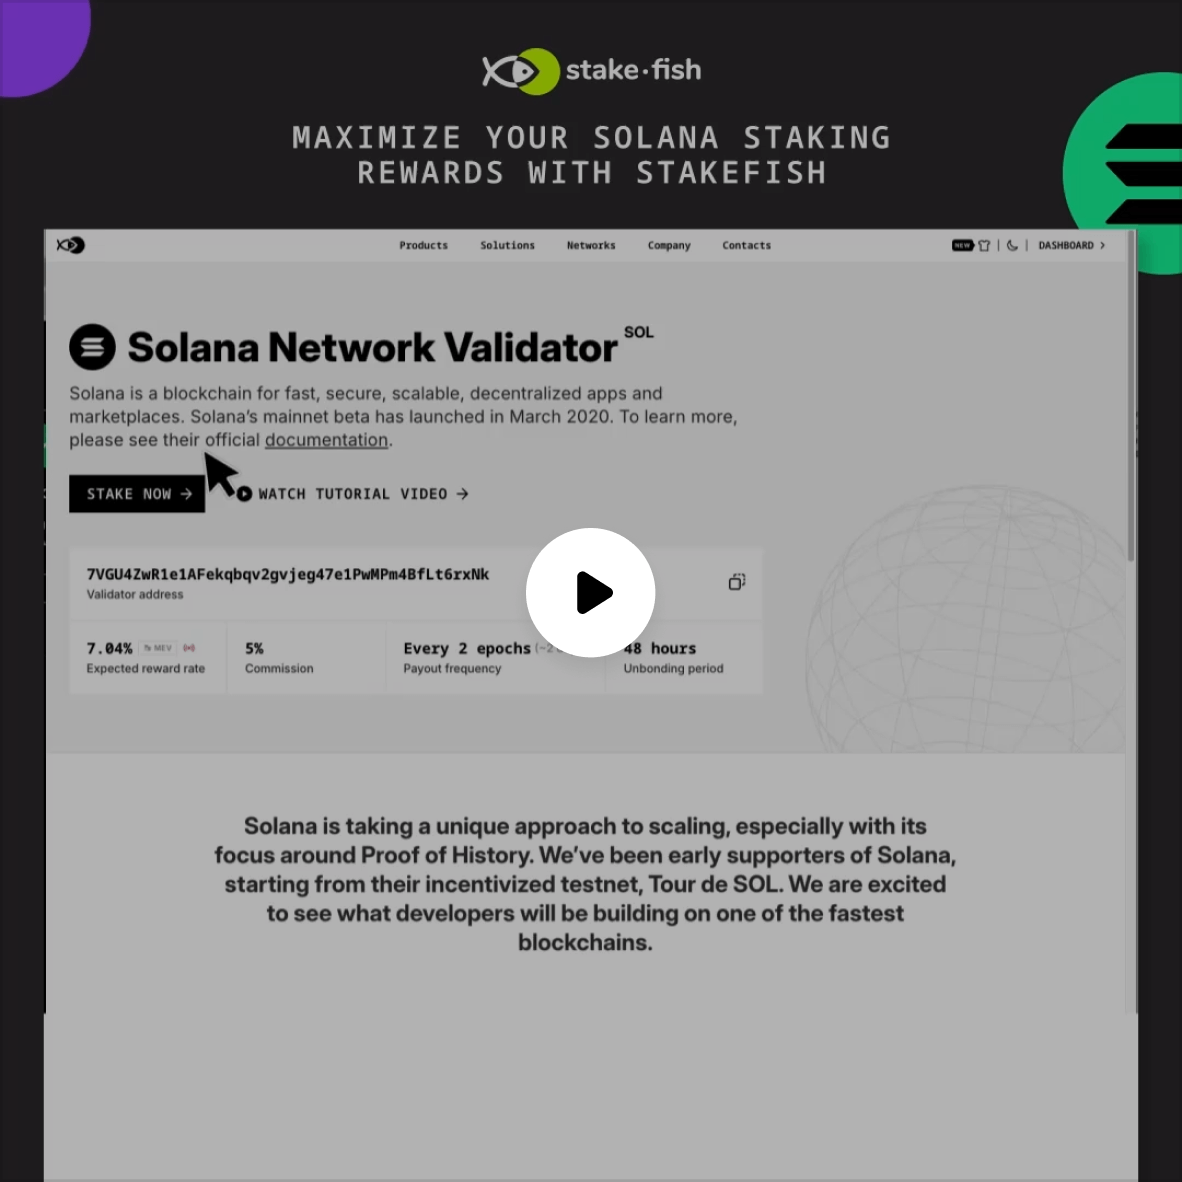 stake·fish
MAXIMIZE YOUR SOLANA STAKING
REWARDS WITH STAKEFISH
Products Solutions Networks Company Contacts NEW DASHBOARD
Solana Network Validator SOL
Solana is a blockchain for fast, secure, scalable, decentralized apps and
marketplaces. Solana's mainnet beta has launched in March 2020. To learn more,
please see their official documentation.
STAKE NOW → WATCH TUTORIAL VIDEO →
7VGU4ZwR1e1AFekqbqv2gvjeg47e1PwMPm4BfLt6rxNk
Validator address
7.04% MEV 5% Every 2 epochs 48 hours
Expected reward rate Commission Payout frequency Unbonding period
Solana is taking a unique approach to scaling, especially with its
focus around Proof of History. We've been early supporters of Solana,
starting from their incentivized testnet, Tour de SOL. We are excited
to see what developers will be building on one of the fastest
blockchains.